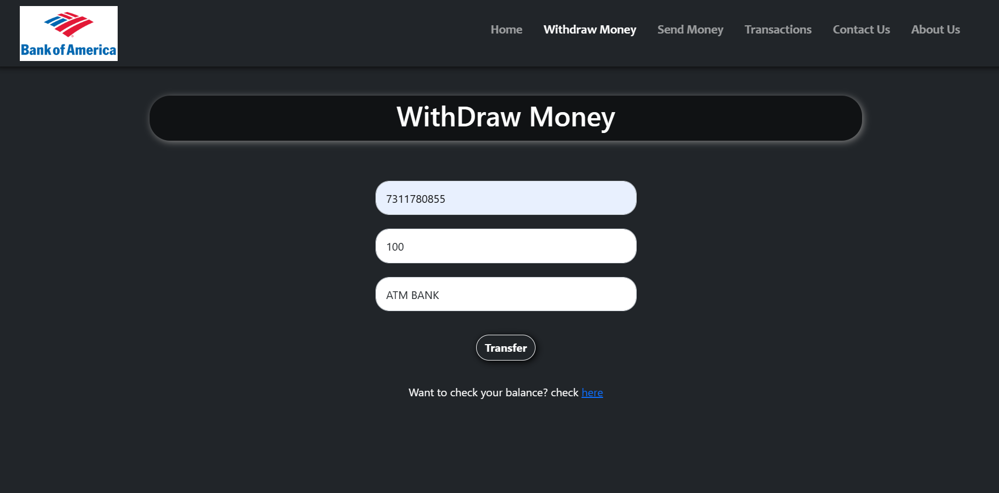 Bank of America
Home Withdraw Money Send Money Transactions Contact Us About Us
WithDraw Money
7311780855
100
ATM BANK
Transfer
Want to check your balance? check here